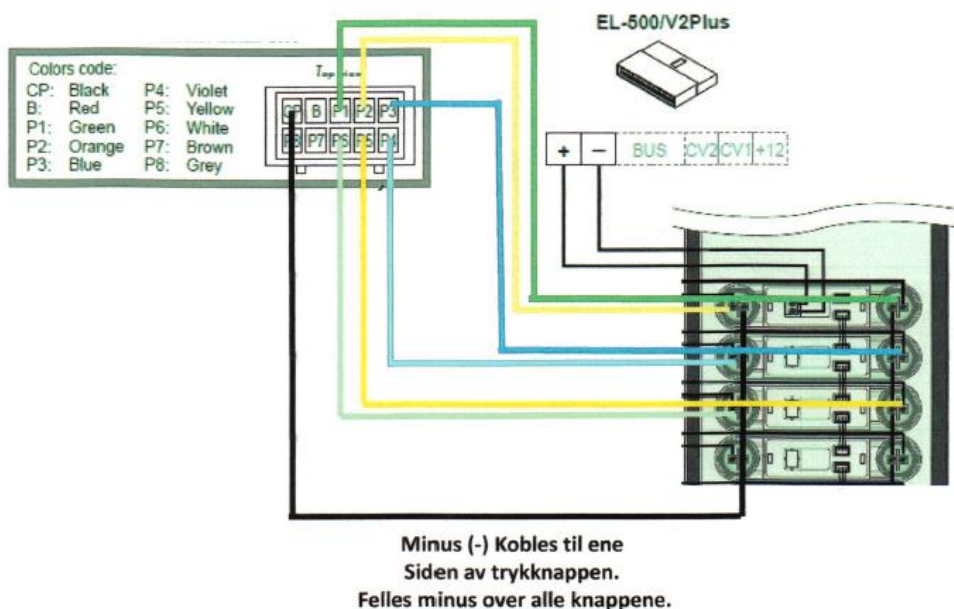 EL-500/V2Plus
Colors code:
CP: Black P4: Violet
B: Red P5: Yellow
P1: Green P6: White
P2: Orange P7: Brown
P3: Blue P8: Grey
Top
CP B P1 P2 P3
P8 P7 P6 P5 P4
+ − BUS CV2 CV1 +12
Minus (-) Kobles til ene
Siden av trykknappen.
Felles minus over alle knappene.